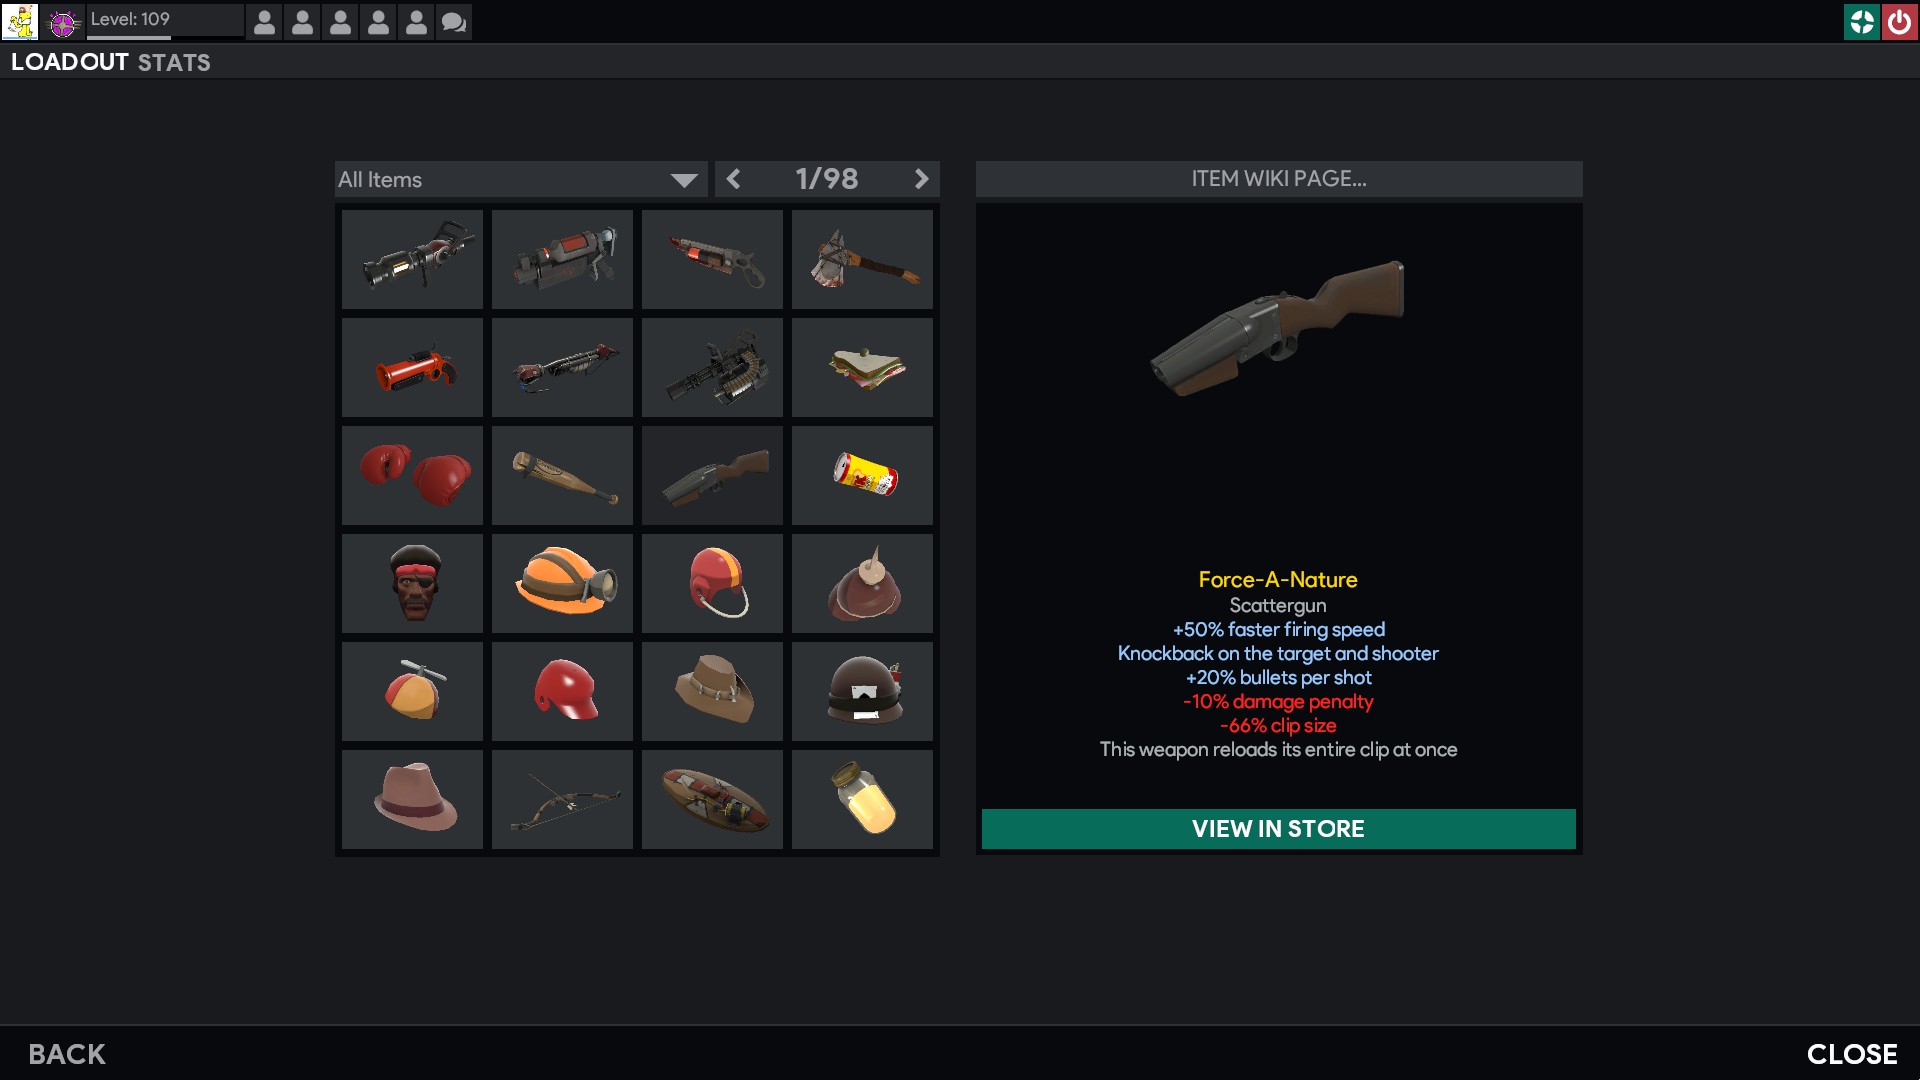 Level: 109
LOADOUT STATS
All Items
1/98
ITEM WIKI PAGE...
Force-A-Nature
Scattergun
+50% faster firing speed
Knockback on the target and shooter
+20% bullets per shot
-10% damage penalty
-66% clip size
This weapon reloads its entire clip at once
VIEW IN STORE
BACK
CLOSE